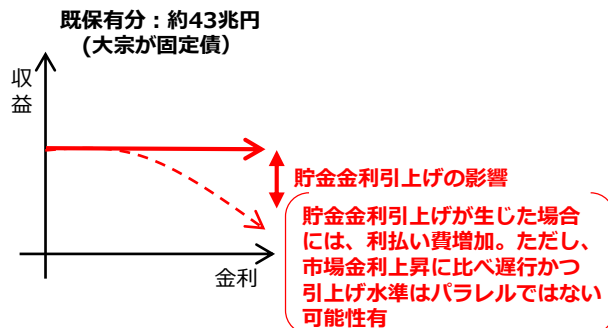 既保有分：約43兆円
(大宗が固定債）
収
益
貯金金利引上げの影響
貯金金利引上げが生じた場合
には、利払い費増加。ただし、
市場金利上昇に比べ遅行かつ
引上げ水準はパラレルではない
可能性有
金利